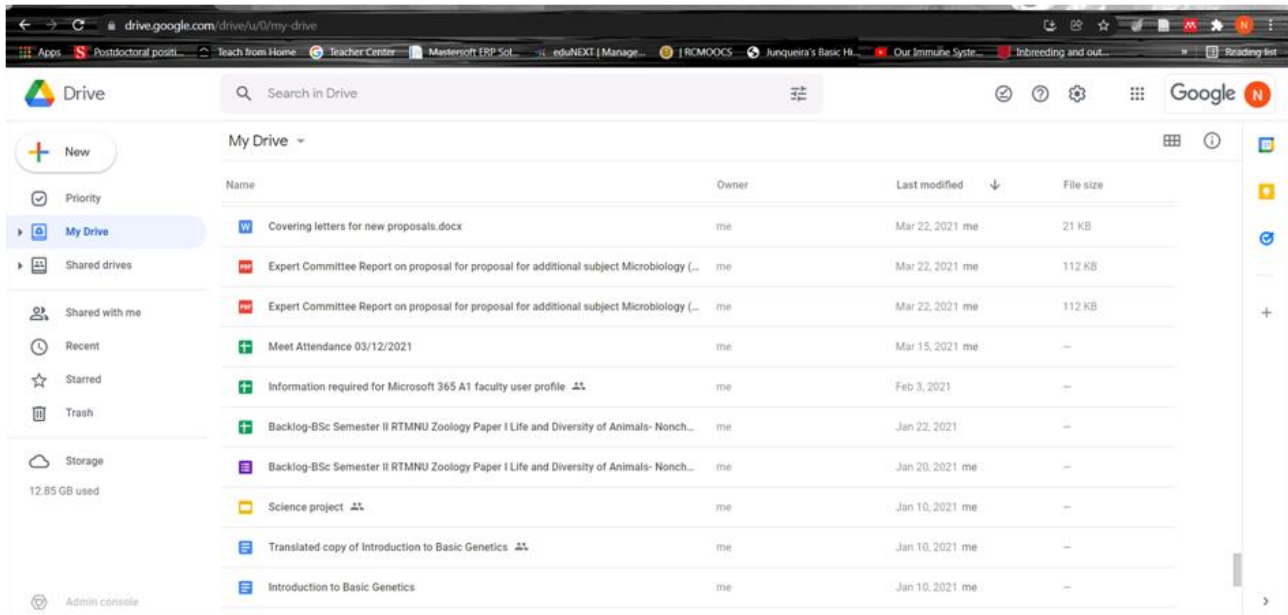 drive.google.com/drive/u/0/my-drive
Apps S Postdoctoral positi... Teach from Home G Teacher Center Mastersoft ERP Sol... eduNEXT | Manage... | RCMOOCS Junqueira's Basic Hi... Our Immune Syste... Inbreeding and out... » Reading list
Drive Search in Drive Google N
New My Drive
Name Owner Last modified File size
Priority
My Drive
Shared drives
Shared with me
Recent
Starred
Trash
Storage
12.85 GB used
Admin console
Covering letters for new proposals.docx me Mar 22, 2021 me 21 KB
Expert Committee Report on proposal for proposal for additional subject Microbiology (... me Mar 22, 2021 me 112 KB
Expert Committee Report on proposal for proposal for additional subject Microbiology (... me Mar 22, 2021 me 112 KB
Meet Attendance 03/12/2021 me Mar 15, 2021 me –
Information required for Microsoft 365 A1 faculty user profile me Feb 3, 2021 –
Backlog-BSc Semester II RTMNU Zoology Paper I Life and Diversity of Animals- Nonch... me Jan 22, 2021 –
Backlog-BSc Semester II RTMNU Zoology Paper I Life and Diversity of Animals- Nonch... me Jan 20, 2021 me –
Science project me Jan 10, 2021 me –
Translated copy of Introduction to Basic Genetics me Jan 10, 2021 me –
Introduction to Basic Genetics me Jan 10, 2021 me –